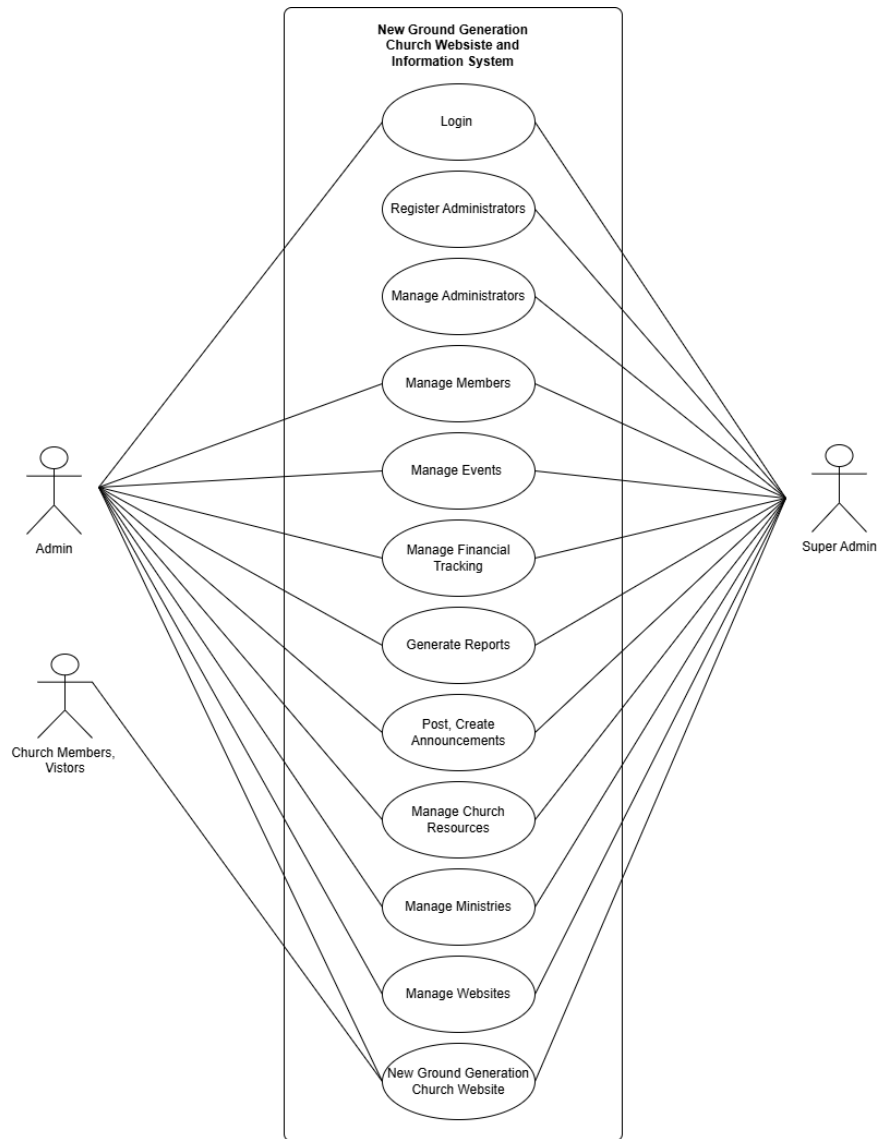 New Ground Generation
Church Websiste and
Information System
Login
Register Administrators
Manage Administrators
Manage Members
Manage Events
Admin
Super Admin
Manage Financial
Tracking
Generate Reports
Church Members,
Vistors
Post, Create
Announcements
Manage Church
Resources
Manage Ministries
Manage Websites
New Ground Generation
Church Website